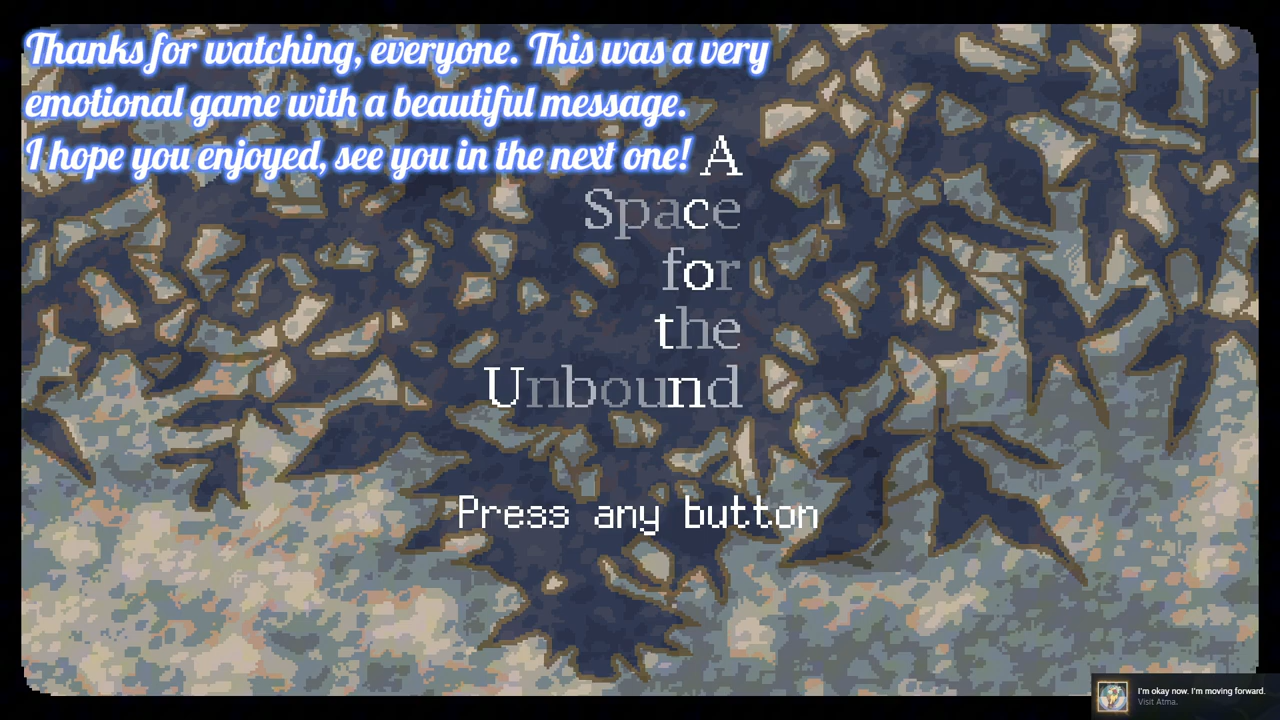 Thanks for watching, everyone. This was a very
emotional game with a beautiful message.
I hope you enjoyed, see you in the next one!
A
Space
for
the
Unbound
Press any button
I'm okay now. I'm moving forward.
Visit Atma.